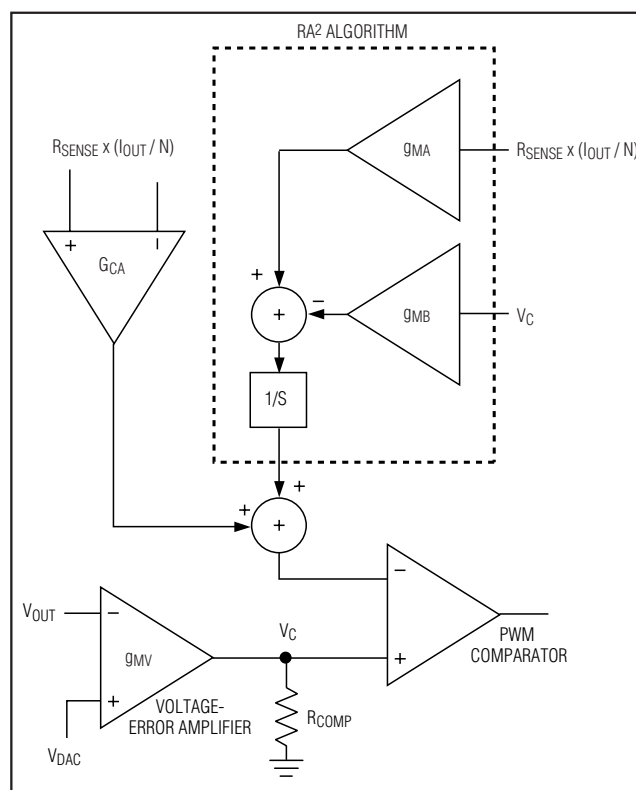 RA² ALGORITHM
gMA
RSENSE x (IOUT / N)
RSENSE x (IOUT / N)
+
–
GCA
+
–
+
gMB
VC
1/S
+
+
+
–
VOUT
–
gMV
VC
+
PWM
COMPARATOR
+
VOLTAGE-
ERROR AMPLIFIER
RCOMP
VDAC